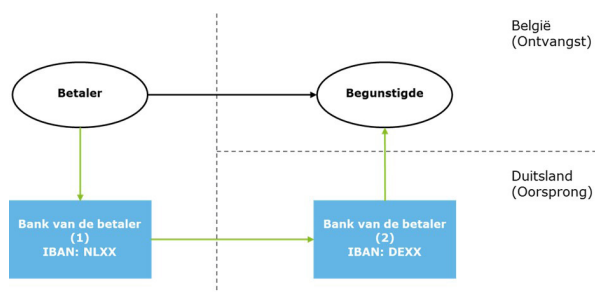 België
(Ontvangst)
Betaler
Begunstigde
Duitsland
(Oorsprong)
Bank van de betaler
(1)
IBAN: NLXX
Bank van de betaler
(2)
IBAN: DEXX